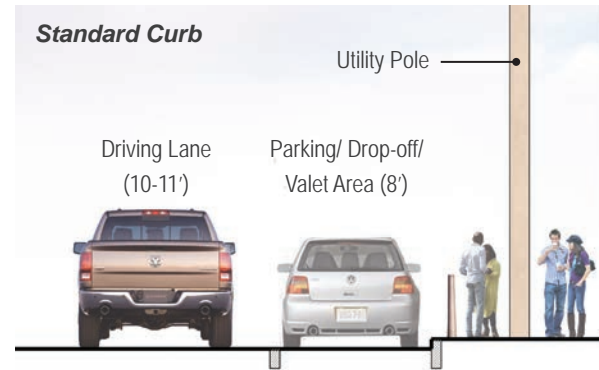 Standard Curb
Utility Pole
Driving Lane
(10-11′)
Parking/ Drop-off/
Valet Area (8′)